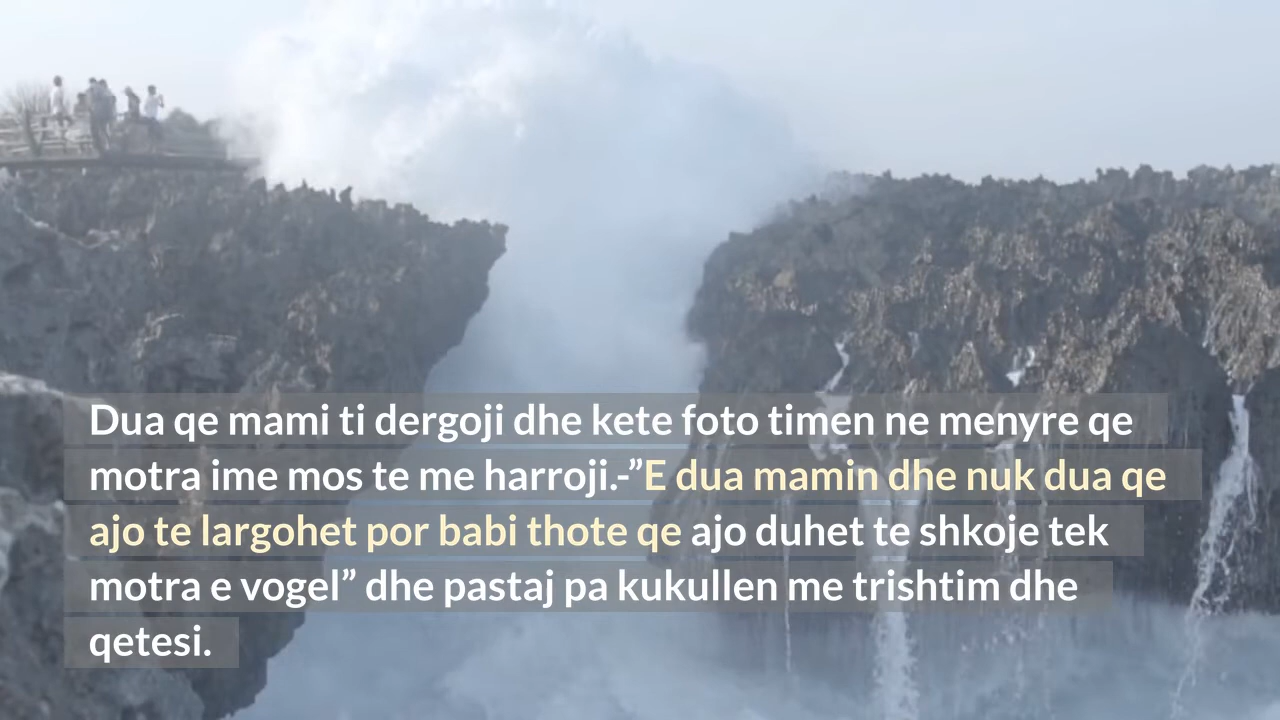 Dua qe mami ti dergoji dhe kete foto timen ne menyre qe
motra ime mos te me harroji.-”E dua mamin dhe nuk dua qe
ajo te largohet por babi thote qe ajo duhet te shkoje tek
motra e vogel” dhe pastaj pa kukullen me trishtim dhe
qetesi.